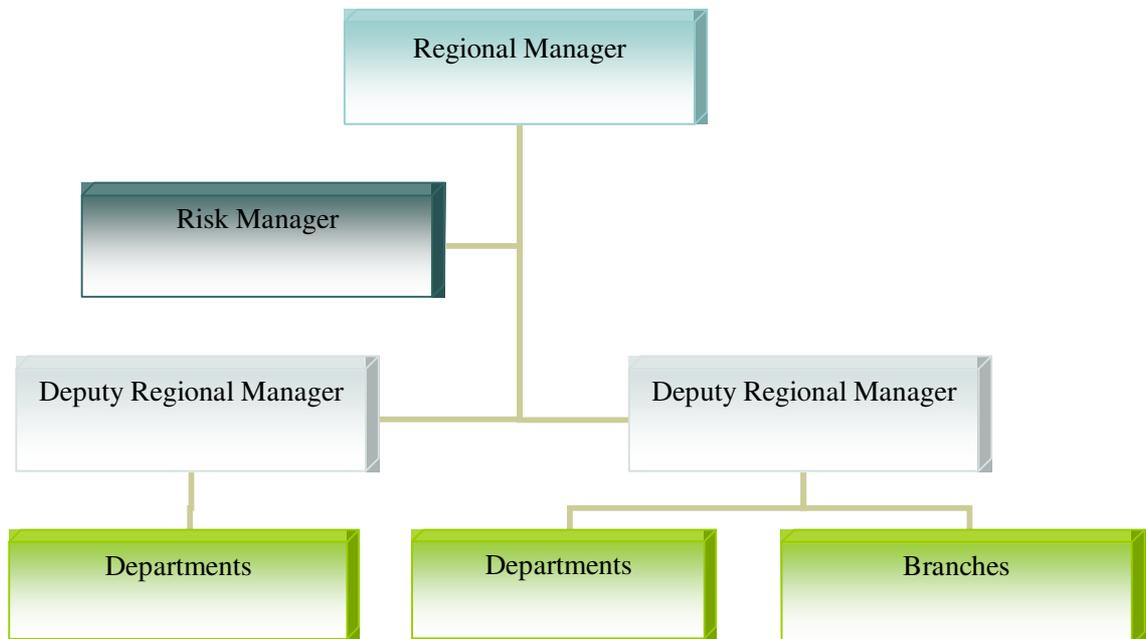 Regional Manager
Risk Manager
Deputy Regional Manager
Deputy Regional Manager
Departments
Departments
Branches